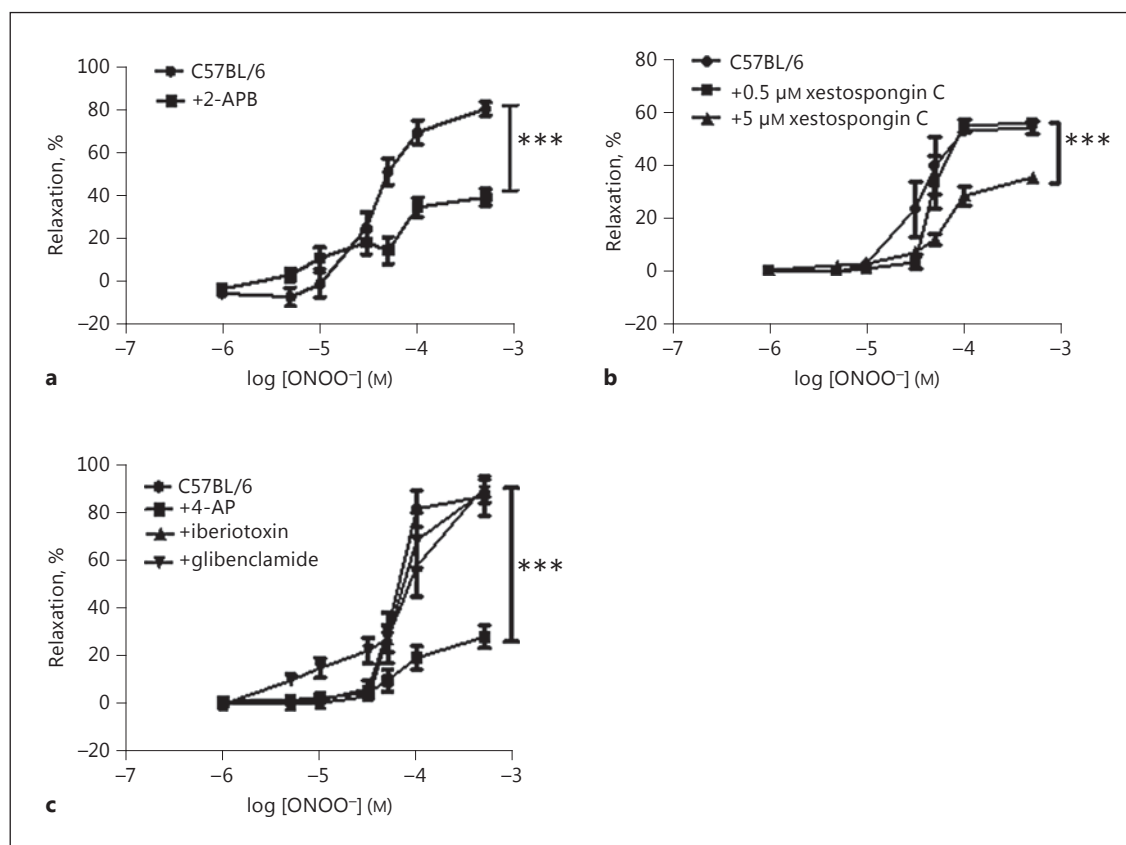 100
80
60
40
20
0
−20
Relaxation, %
C57BL/6
+2-APB
***
−7 −6 −5 −4 −3
log [ONOO⁻] (M)
a
80
60
40
20
0
−20
Relaxation, %
C57BL/6
+0.5 µM xestospongin C
+5 µM xestospongin C
***
−7 −6 −5 −4 −3
log [ONOO⁻] (M)
b
100
80
60
40
20
0
−20
Relaxation, %
C57BL/6
+4-AP
+iberiotoxin
+glibenclamide
***
−7 −6 −5 −4 −3
log [ONOO⁻] (M)
c